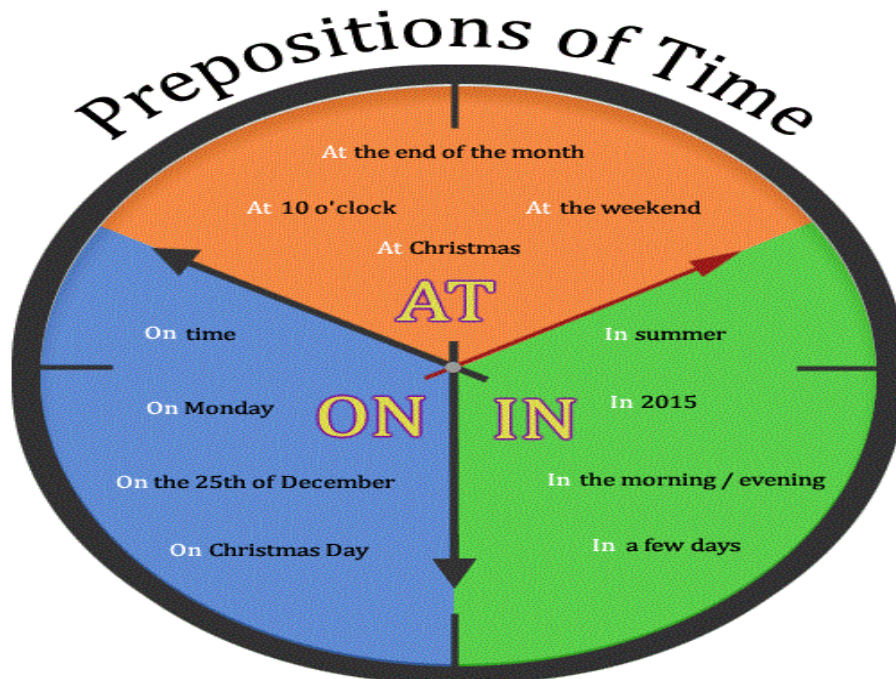 Prepositions of Time
At the end of the month
At 10 o'clock
At the weekend
At Christmas
AT
On time
On Monday
On the 25th of December
On Christmas Day
ON
IN
In summer
In 2015
In the morning / evening
In a few days